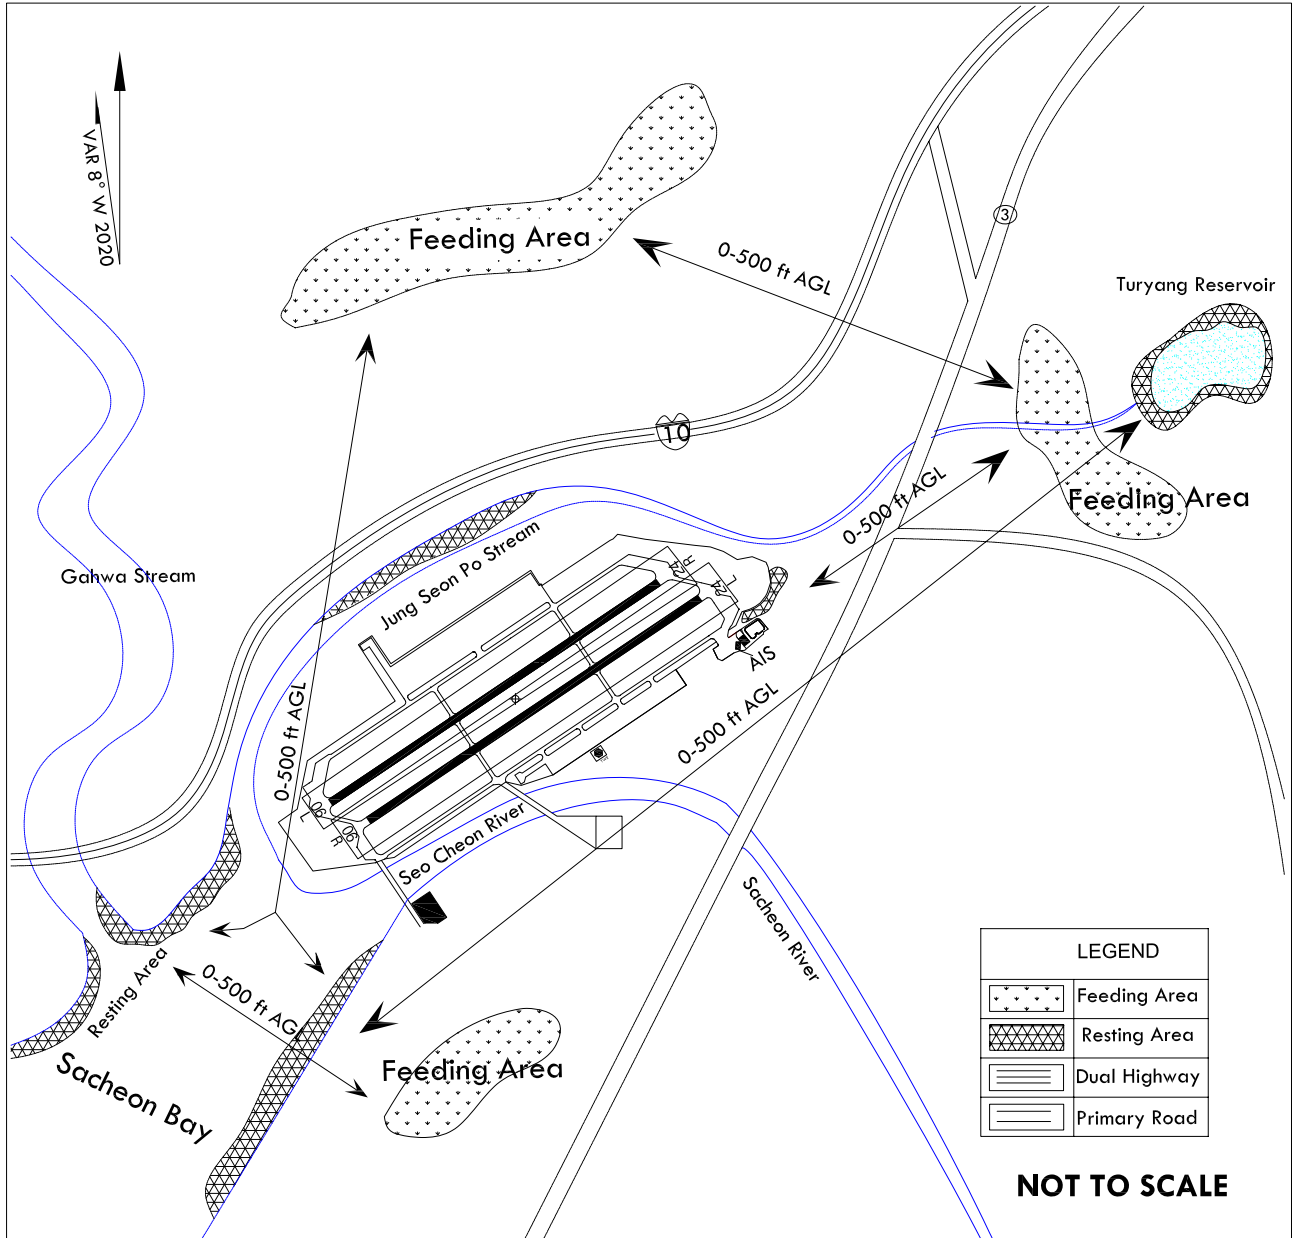 VAR 8° W 2020
Feeding Area
0-500 ft AGL
3
Turyang Reservoir
10
0-500 ft AGL
Feeding Area
Jung Seon Po Stream
Gahwa Stream
24
R
24
L
AIS
0-500 ft AGL
0-500 ft AGL
06
L
06
R
Seo Cheon River
Sacheon River
Resting Area
0-500 ft AGL
Sacheon Bay
Feeding Area
LEGEND
Feeding Area
Resting Area
Dual Highway
Primary Road
NOT TO SCALE